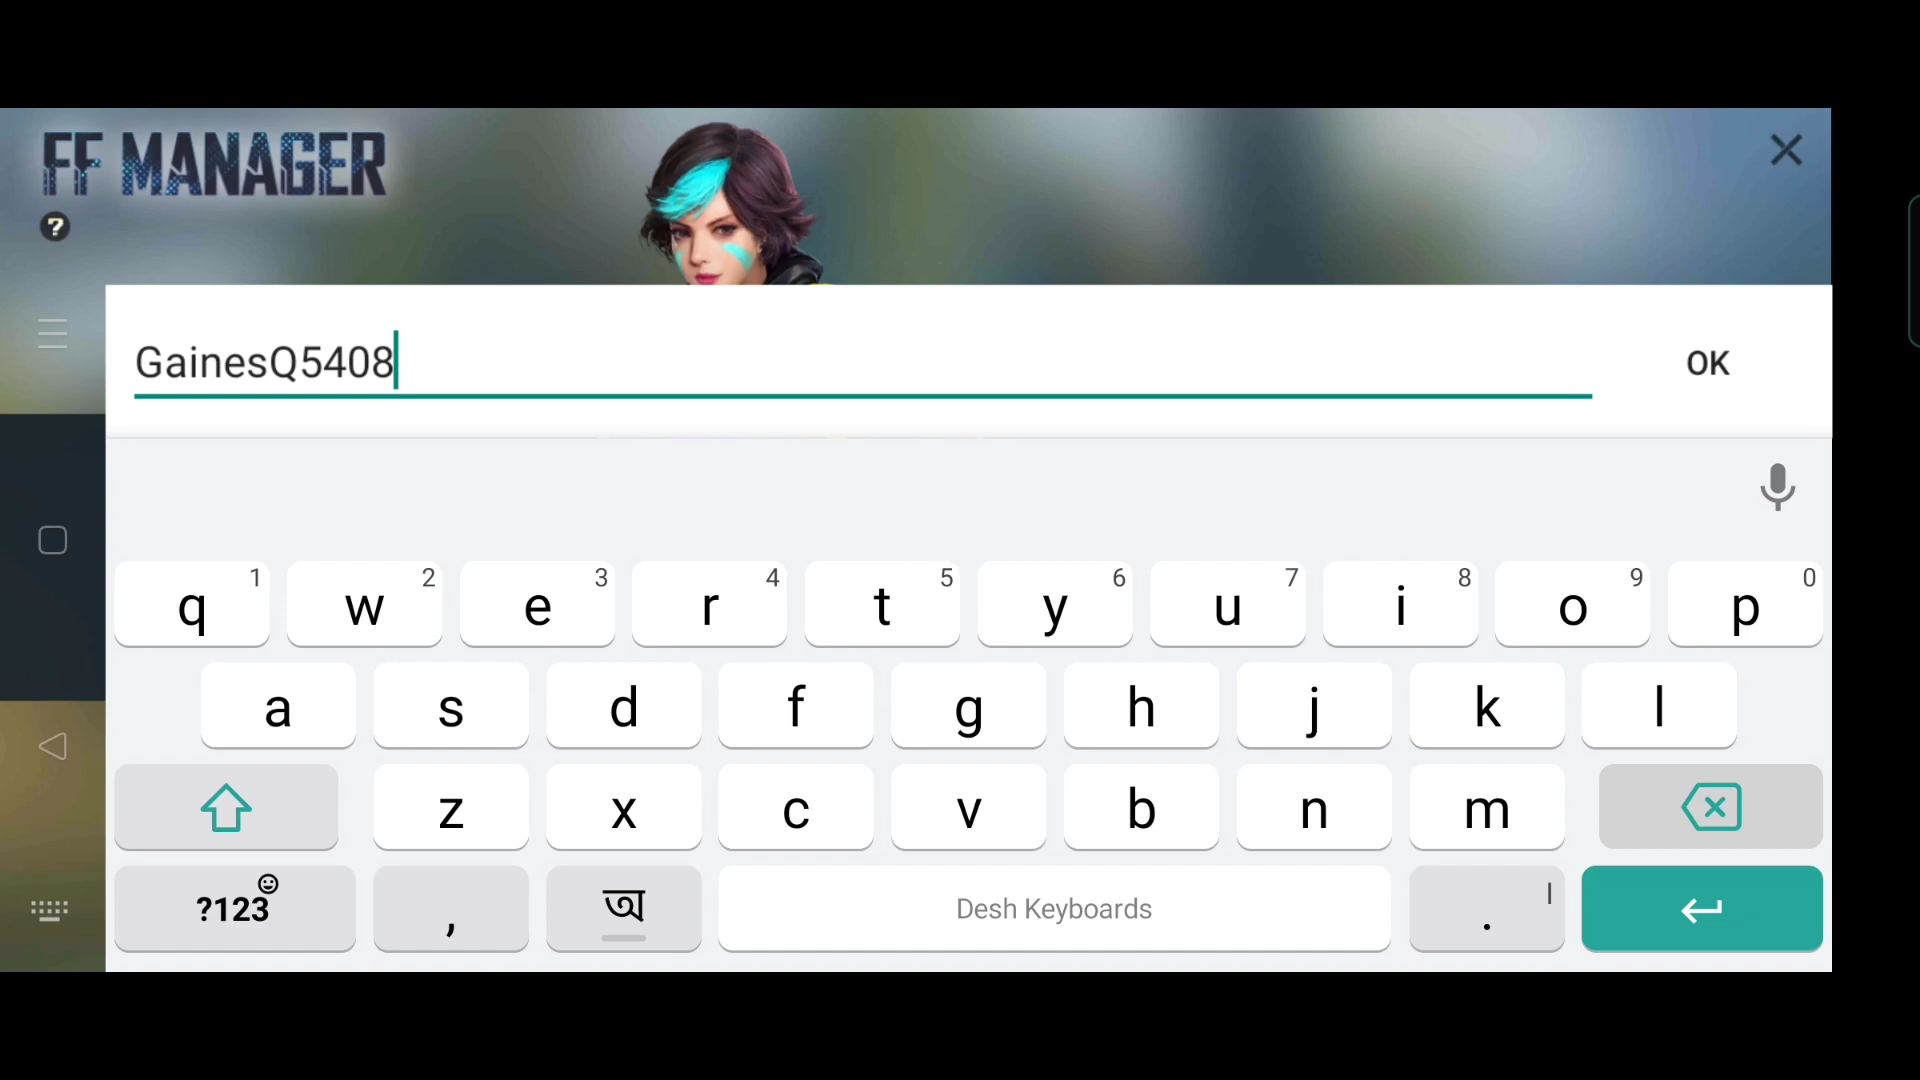 FF MANAGER
?
GainesQ5408
OK
q 1 w 2 e 3 r 4 t 5 y 6 u 7 i 8 o 9 p 0
a s d f g h j k l
z x c v b n m
?123 , অ Desh Keyboards . |